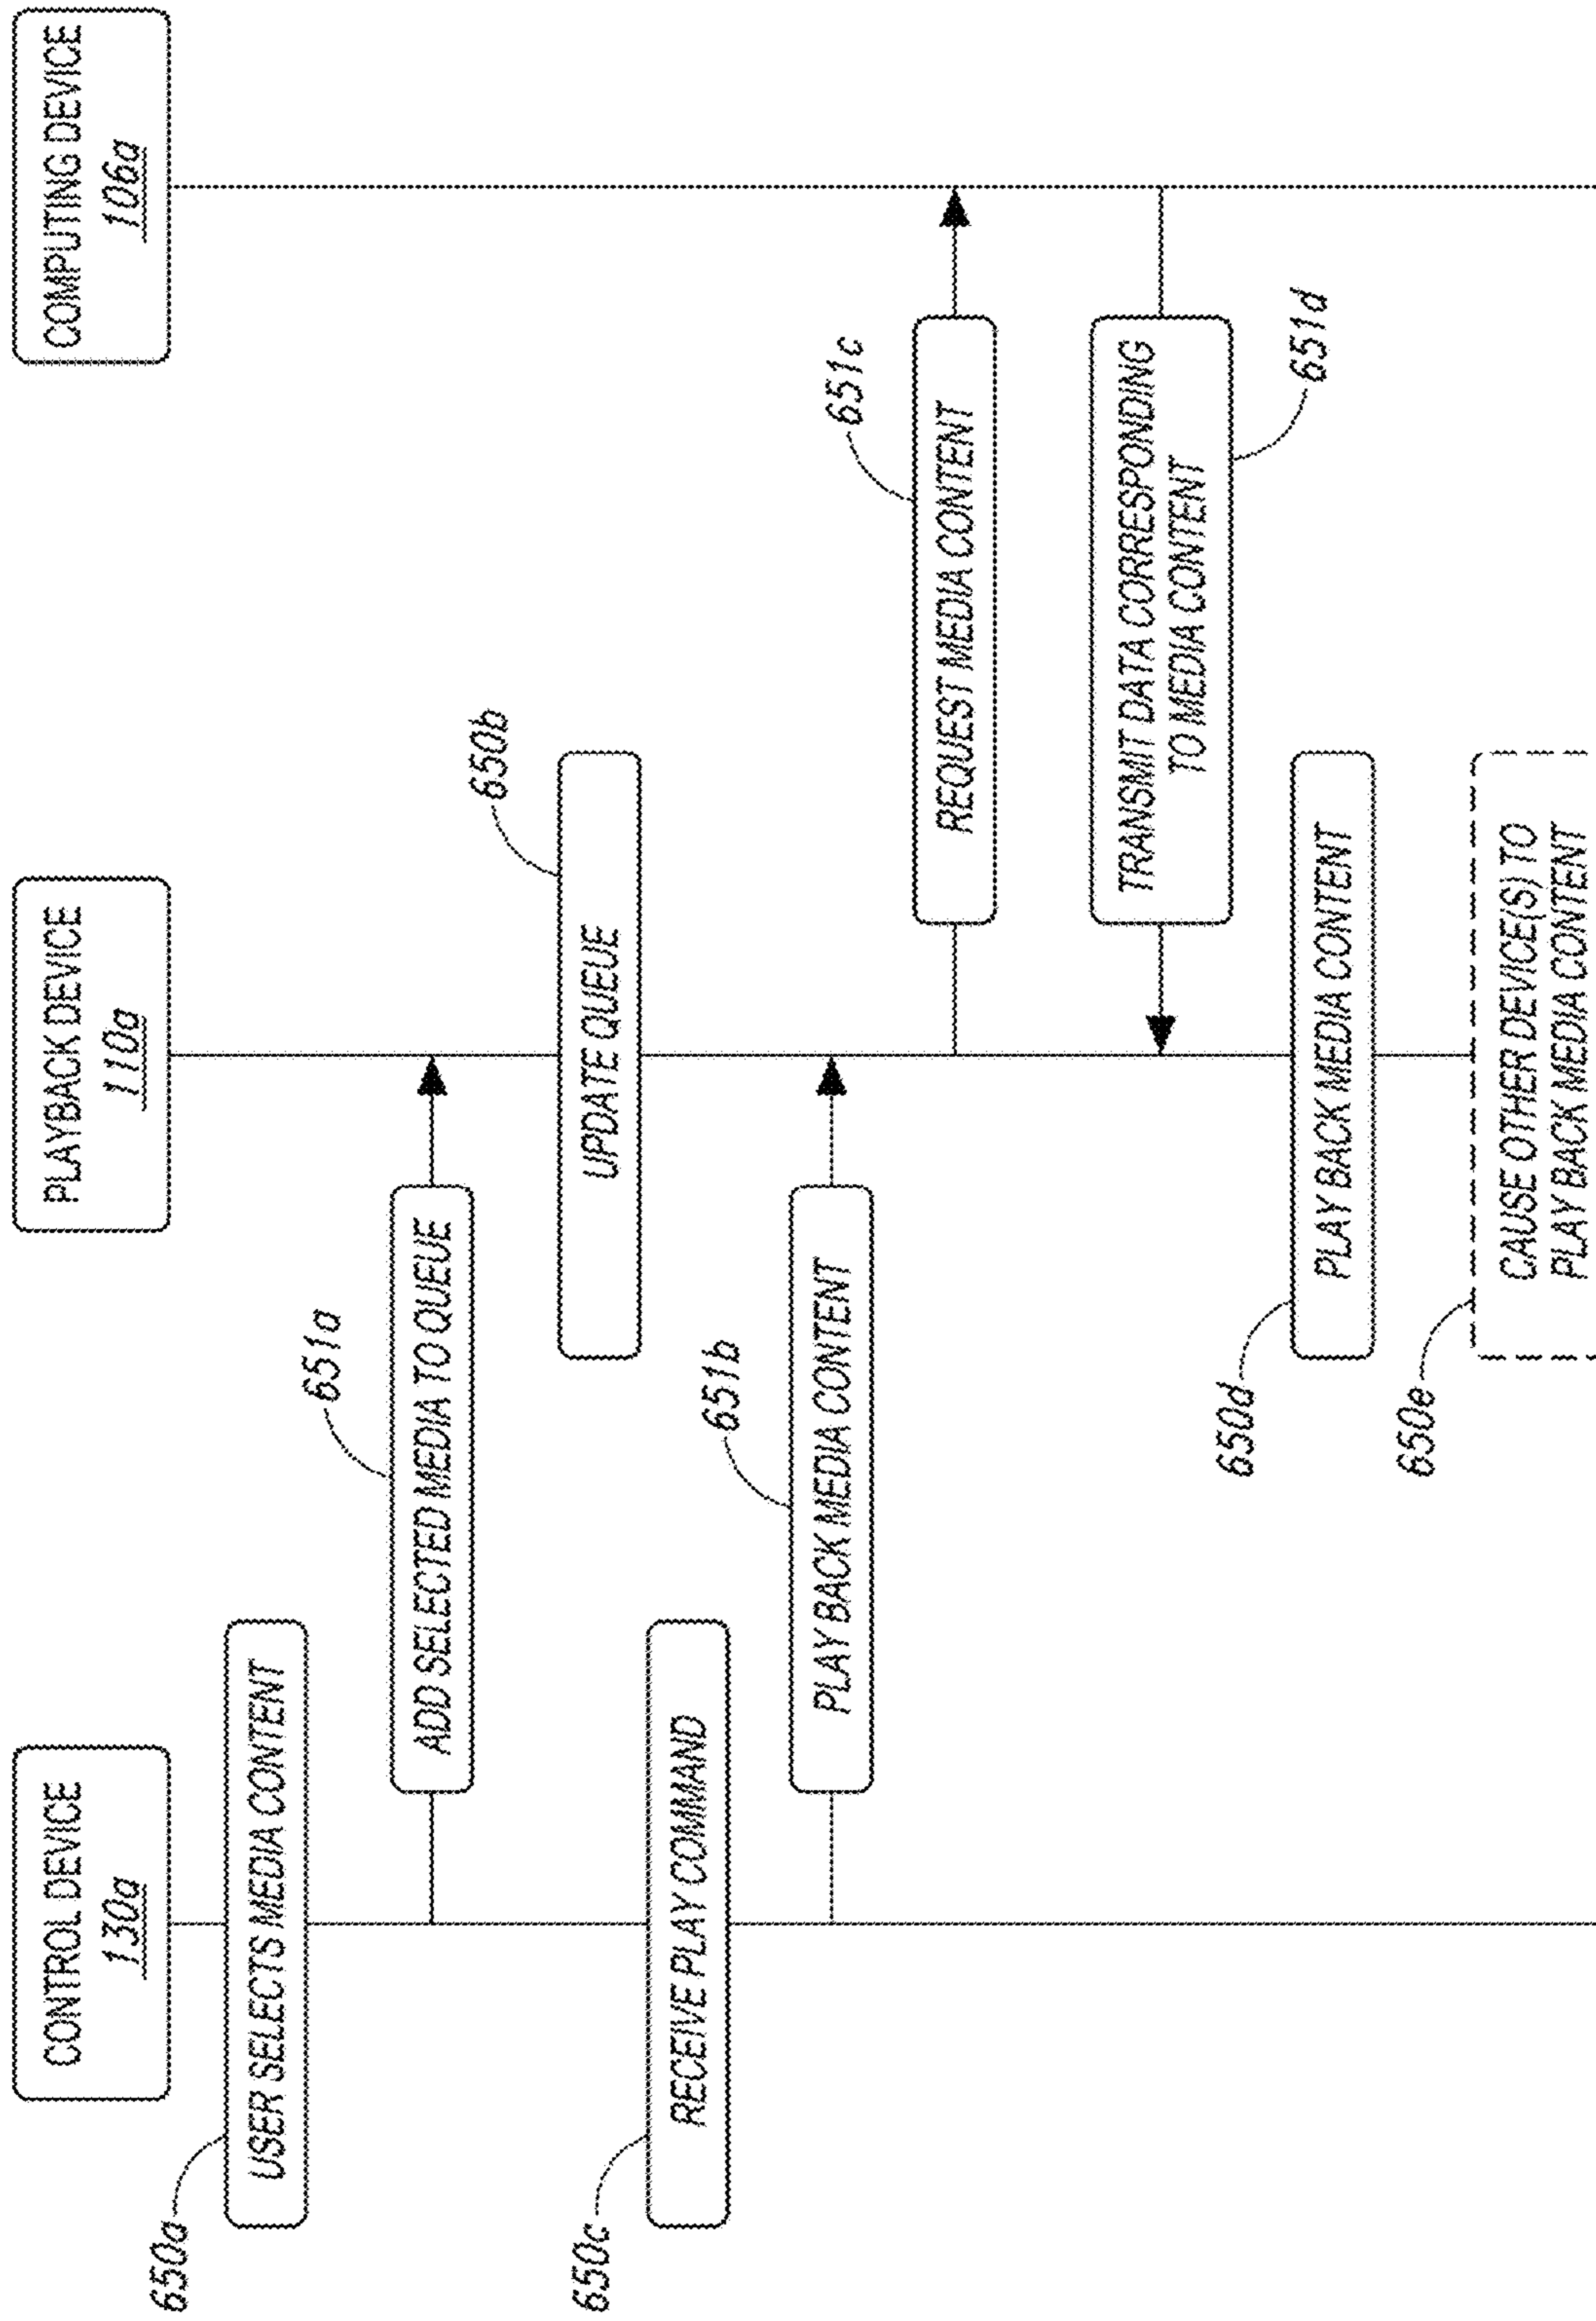 CONTROL DEVICE
130a
PLAYBACK DEVICE
110a
COMPUTING DEVICE
106a
650a
USER SELECTS MEDIA CONTENT
651a
ADD SELECTED MEDIA TO QUEUE
650b
UPDATE QUEUE
650c
RECEIVE PLAY COMMAND
651b
PLAY BACK MEDIA CONTENT
651c
REQUEST MEDIA CONTENT
TRANSMIT DATA CORRESPONDING
TO MEDIA CONTENT
651d
650d
PLAY BACK MEDIA CONTENT
650e
CAUSE OTHER DEVICE(S) TO
PLAY BACK MEDIA CONTENT